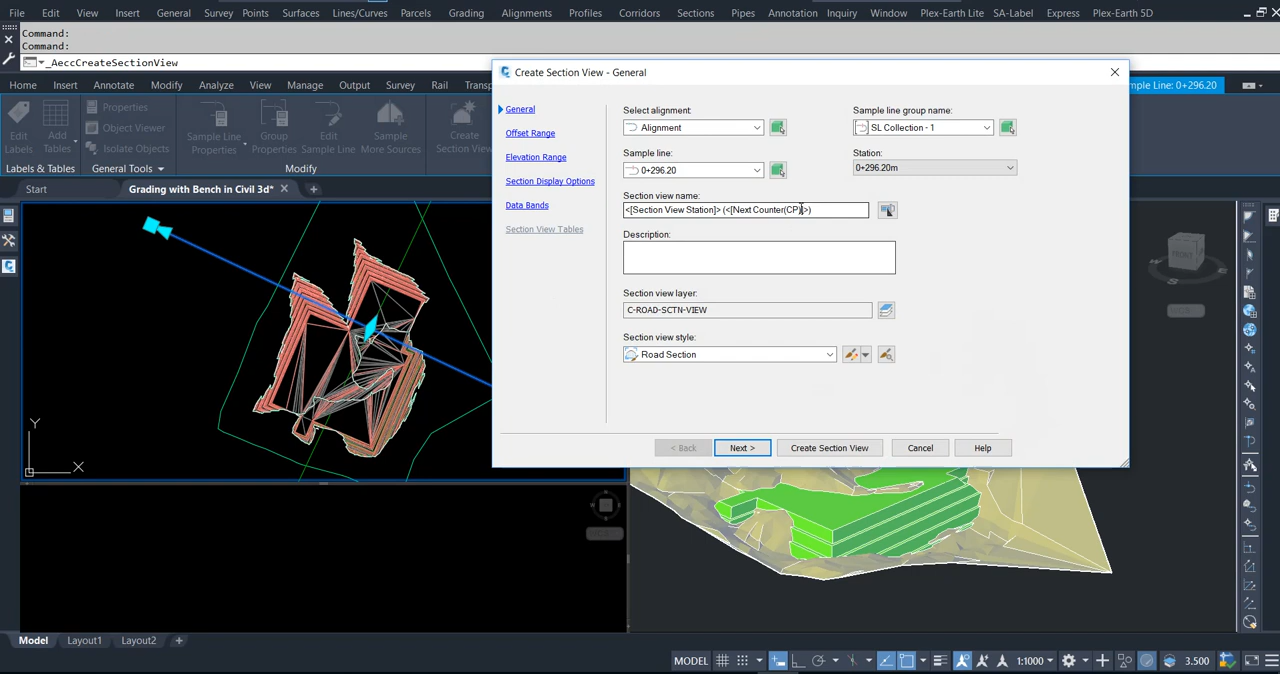 File Edit View Insert General Survey Points Surfaces Lines/Curves Parcels Grading Alignments Profiles Corridors Sections Pipes Annotation Inquiry Window Plex-Earth Lite SA-Label Express Plex-Earth 5D
Command:
Command:
_AeccCreateSectionView
Home Insert Annotate Modify Analyze View Manage Output Survey Rail Transp
mple Line: 0+296.20
Edit Labels
Add Tables
Properties
Object Viewer
Isolate Objects
Sample Line Properties
Group Properties
Edit Sample Line
Sample More Sources
Create Section View
Labels & Tables General Tools Modify
Start Grading with Bench in Civil 3d*
Create Section View - General
General
Offset Range
Elevation Range
Section Display Options
Data Bands
Section View Tables
Select alignment:
Alignment
Sample line group name:
SL Collection - 1
Sample line:
0+296.20
Station:
0+296.20m
Section view name:
<[Section View Station]> (<[Next Counter(CP)]>)
Description:
Section view layer:
C-ROAD-SCTN-VIEW
Section view style:
Road Section
< Back Next > Create Section View Cancel Help
Y
X
Model Layout1 Layout2
MODEL 1:1000 3.500